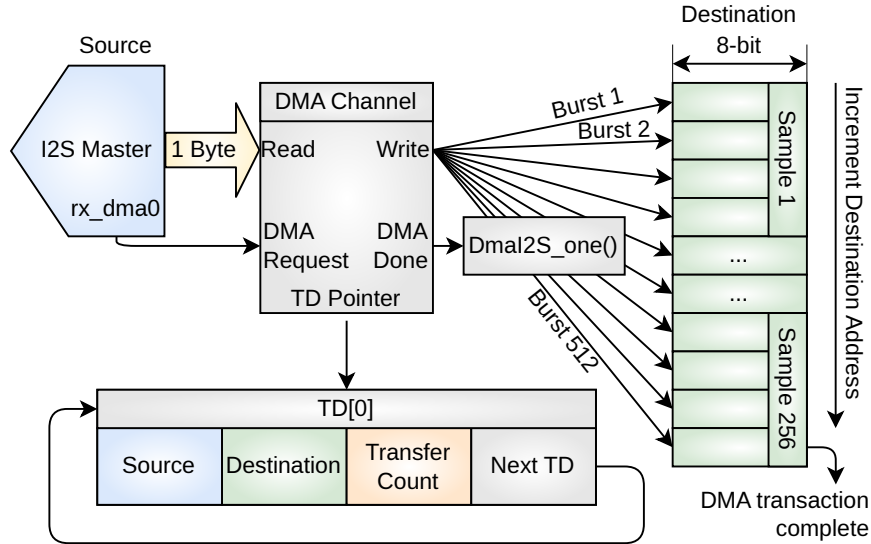 Destination
8-bit
Source
I2S Master
rx_dma0
1 Byte
DMA Channel
Read
Write
DMA
Request
DMA
Done
TD Pointer
DmaI2S_one()
Burst 1
Burst 2
Burst 512
Sample 1
...
...
Sample 256
Increment Destination Address
DMA transaction
complete
TD[0]
Source
Destination
Transfer
Count
Next TD